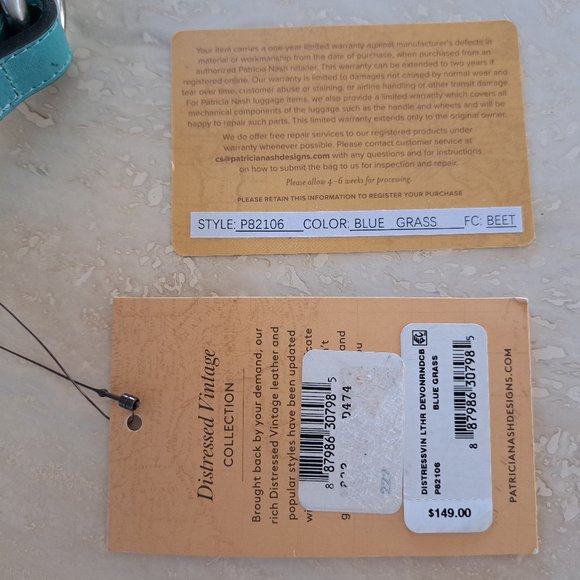 Your item carries a one-year limited warranty against manufacturer's defects in
material or workmanship from the date of purchase, when purchased from an
authorized Patricia Nash retailer. This warranty can be extended to two years if
registered online. Our warranty is limited to damages not caused by normal wear and
tear over time, customer abuse or staining, or airline handling or other transit damage.
For Patricia Nash luggage items, we also provide a limited warranty which covers all
mechanical components of the luggage such as the handle and wheels and will be
happy to repair such parts. This limited warranty extends only to the original owner.
We do offer free repair services to our registered products under
warranty whenever possible. Please contact customer service at
cs@patricianashdesigns.com with any questions and for instructions
on how to submit the bag to us for inspection and repair.
Please allow 4-6 weeks for processing.
PLEASE RETAIN THIS INFORMATION TO REGISTER YOUR PURCHASE
STYLE: P82106 COLOR: BLUE GRASS FC: BEET
Distressed Vintage
COLLECTION
Brought back by your demand, our
rich Distressed Vintage leather and
popular styles have been updated
8 87986 30798 5
D474
DISTRESSVIN LTHR DEVONRNDCB
BLUE GRASS
P82106
8 87986 30798 5
$149.00
PATRICIANASHDESIGNS.COM